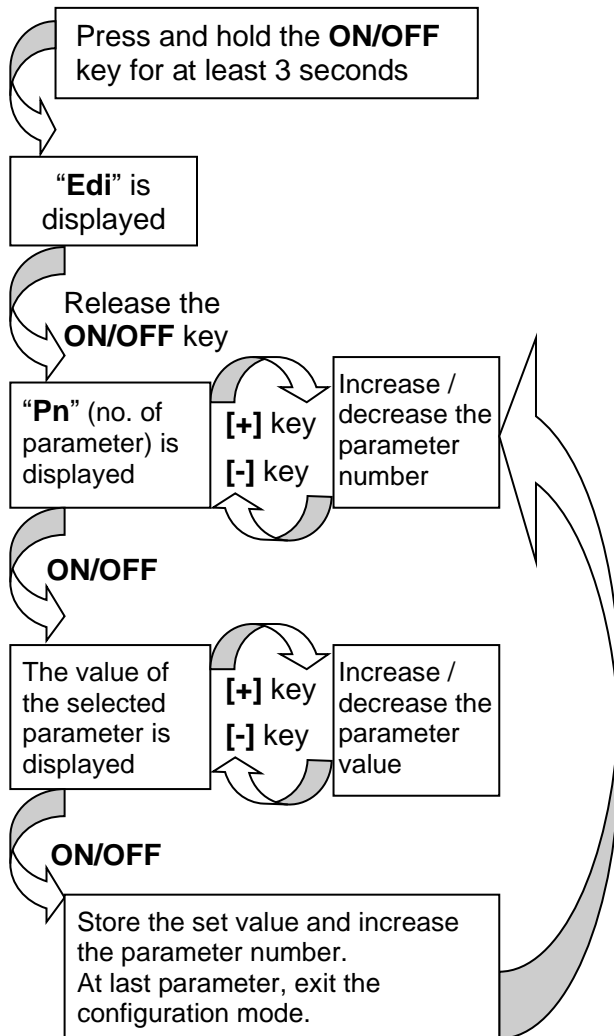 Press and hold the ON/OFF
key for at least 3 seconds
“Edi” is
displayed
Release the
ON/OFF key
“Pn” (no. of
parameter) is
displayed
[+] key
[-] key
Increase /
decrease the
parameter
number
ON/OFF
The value of
the selected
parameter is
displayed
[+] key
[-] key
Increase /
decrease the
parameter
value
ON/OFF
Store the set value and increase
the parameter number.
At last parameter, exit the
configuration mode.